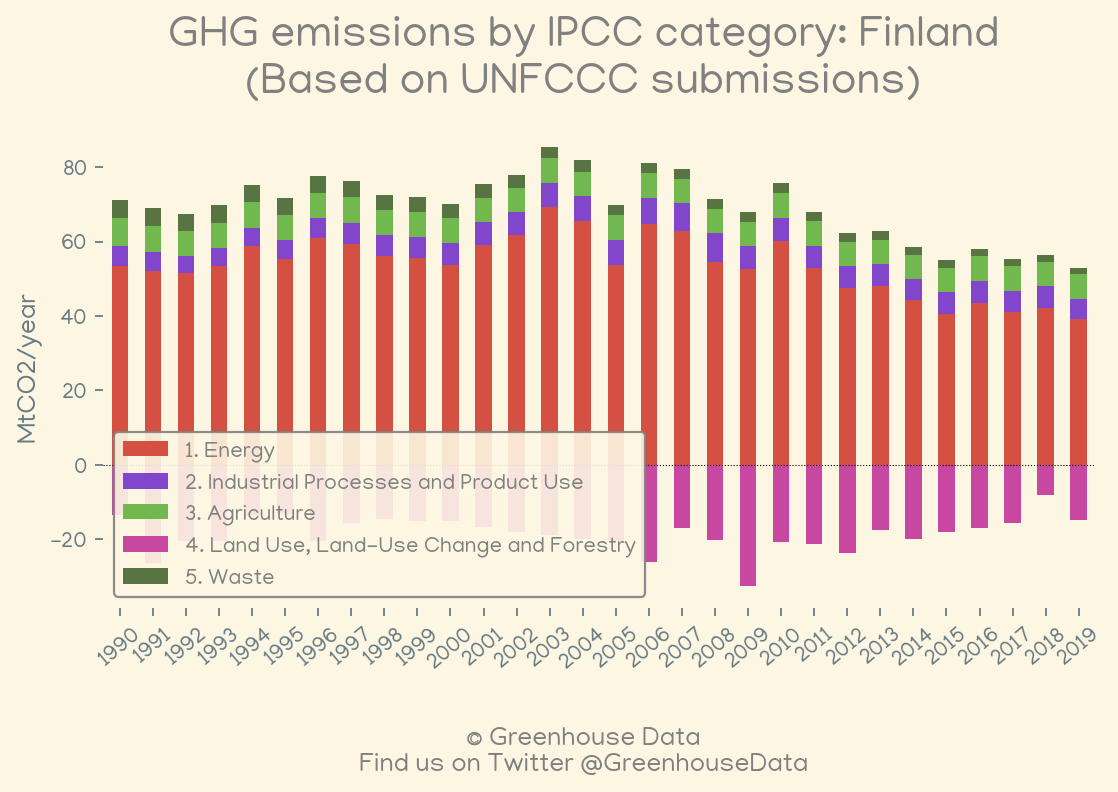 GHG emissions by IPCC category: Finland
(Based on UNFCCC submissions)
MtCO2/year
80
60
40
20
0
−20
1. Energy
2. Industrial Processes and Product Use
3. Agriculture
4. Land Use, Land-Use Change and Forestry
5. Waste
1990 1991 1992 1993 1994 1995 1996 1997 1998 1999 2000 2001 2002 2003 2004 2005 2006 2007 2008 2009 2010 2011 2012 2013 2014 2015 2016 2017 2018 2019
© Greenhouse Data
Find us on Twitter @GreenhouseData